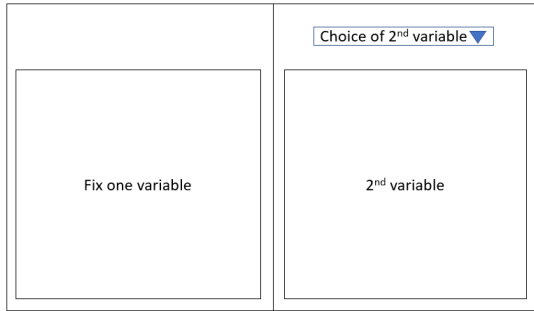 Choice of 2nd variable
Fix one variable
2nd variable